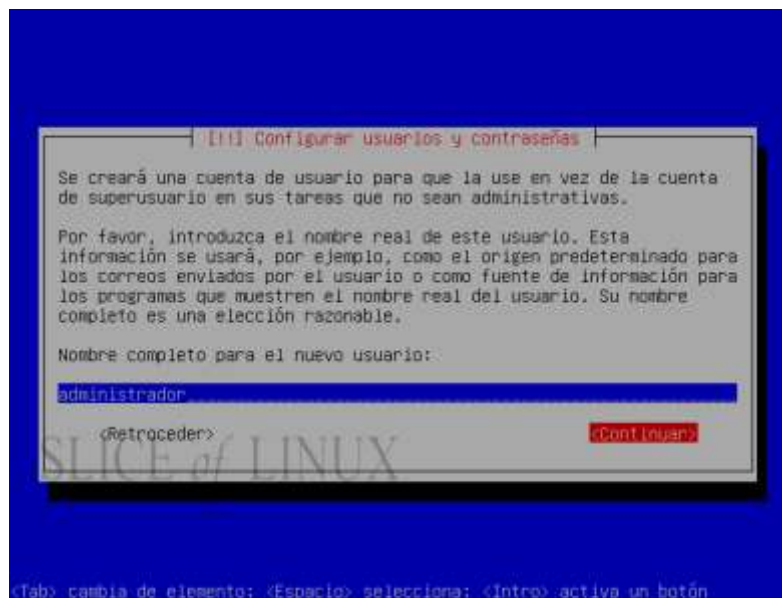 [!!] Configurar usuarios y contraseñas
Se creará una cuenta de usuario para que la use en vez de la cuenta
de superusuario en sus tareas que no sean administrativas.
Por favor, introduzca el nombre real de este usuario. Esta
información se usará, por ejemplo, como el origen predeterminado para
los correos enviados por el usuario o como fuente de información para
los programas que muestren el nombre real del usuario. Su nombre
completo es una elección razonable.
Nombre completo para el nuevo usuario:
administrador
<Retroceder> <Continuar>
SLICE of LINUX
<Tab> cambia de elemento; <Espacio> selecciona; <Intro> activa un botón